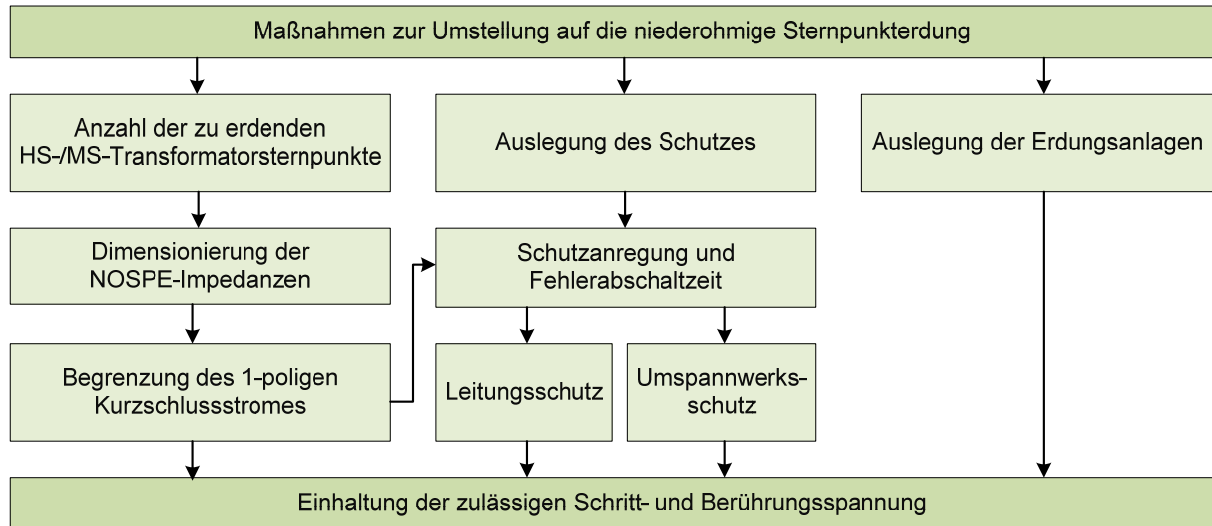 Maßnahmen zur Umstellung auf die niederohmige Sternpunkterdung
Anzahl der zu erdenden
HS-/MS-Transformatorsternpunkte
Auslegung des Schutzes
Auslegung der Erdungsanlagen
Dimensionierung der
NOSPE-Impedanzen
Schutzanregung und
Fehlerabschaltzeit
Begrenzung des 1-poligen
Kurzschlussstromes
Leitungsschutz
Umspannwerks-
schutz
Einhaltung der zulässigen Schritt- und Berührungsspannung